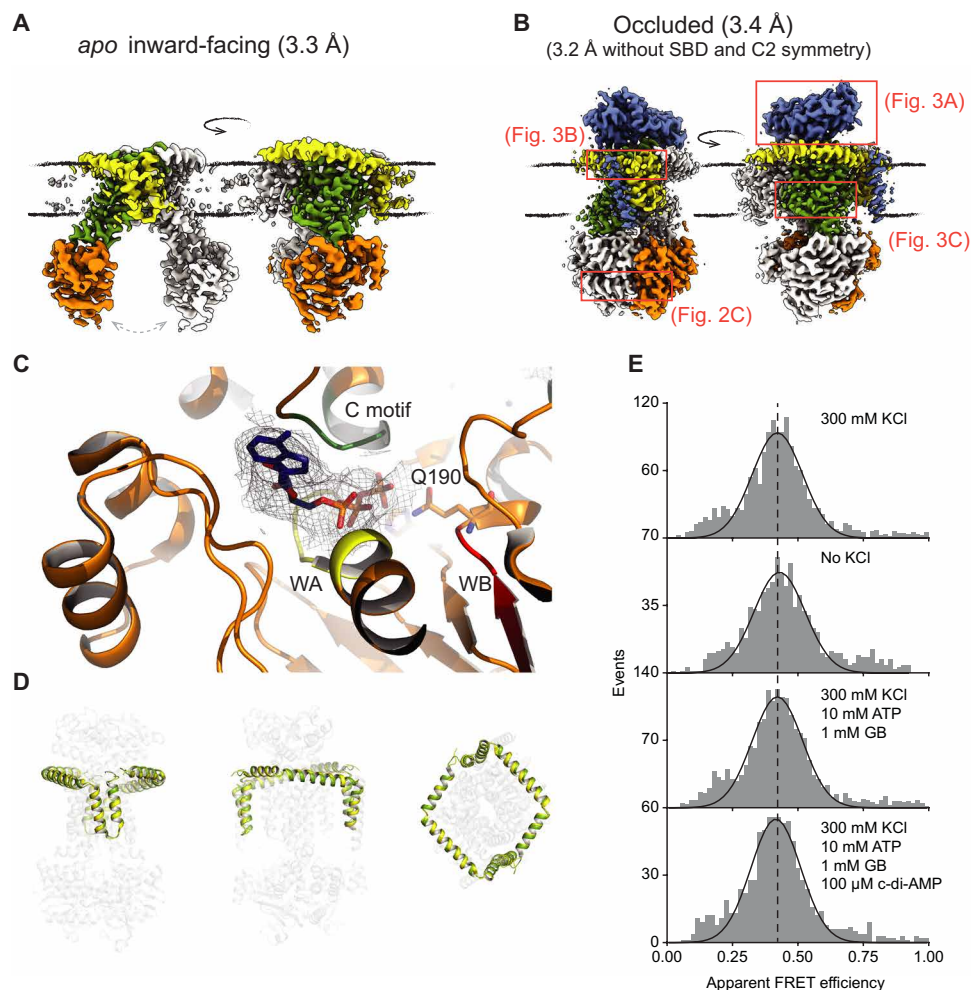 A
apo inward-facing (3.3 Å)
B
Occluded (3.4 Å)
(3.2 Å without SBD and C2 symmetry)
(Fig. 3A)
(Fig. 3B)
(Fig. 3C)
(Fig. 2C)
C
C motif
Q190
WA
WB
D
E
120
300 mM KCl
60
70
No KCl
35
140
300 mM KCl
10 mM ATP
1 mM GB
70
60
300 mM KCl
10 mM ATP
1 mM GB
100 µM c-di-AMP
30
0
Events
0.00
0.25
0.50
0.75
1.00
Apparent FRET efficiency